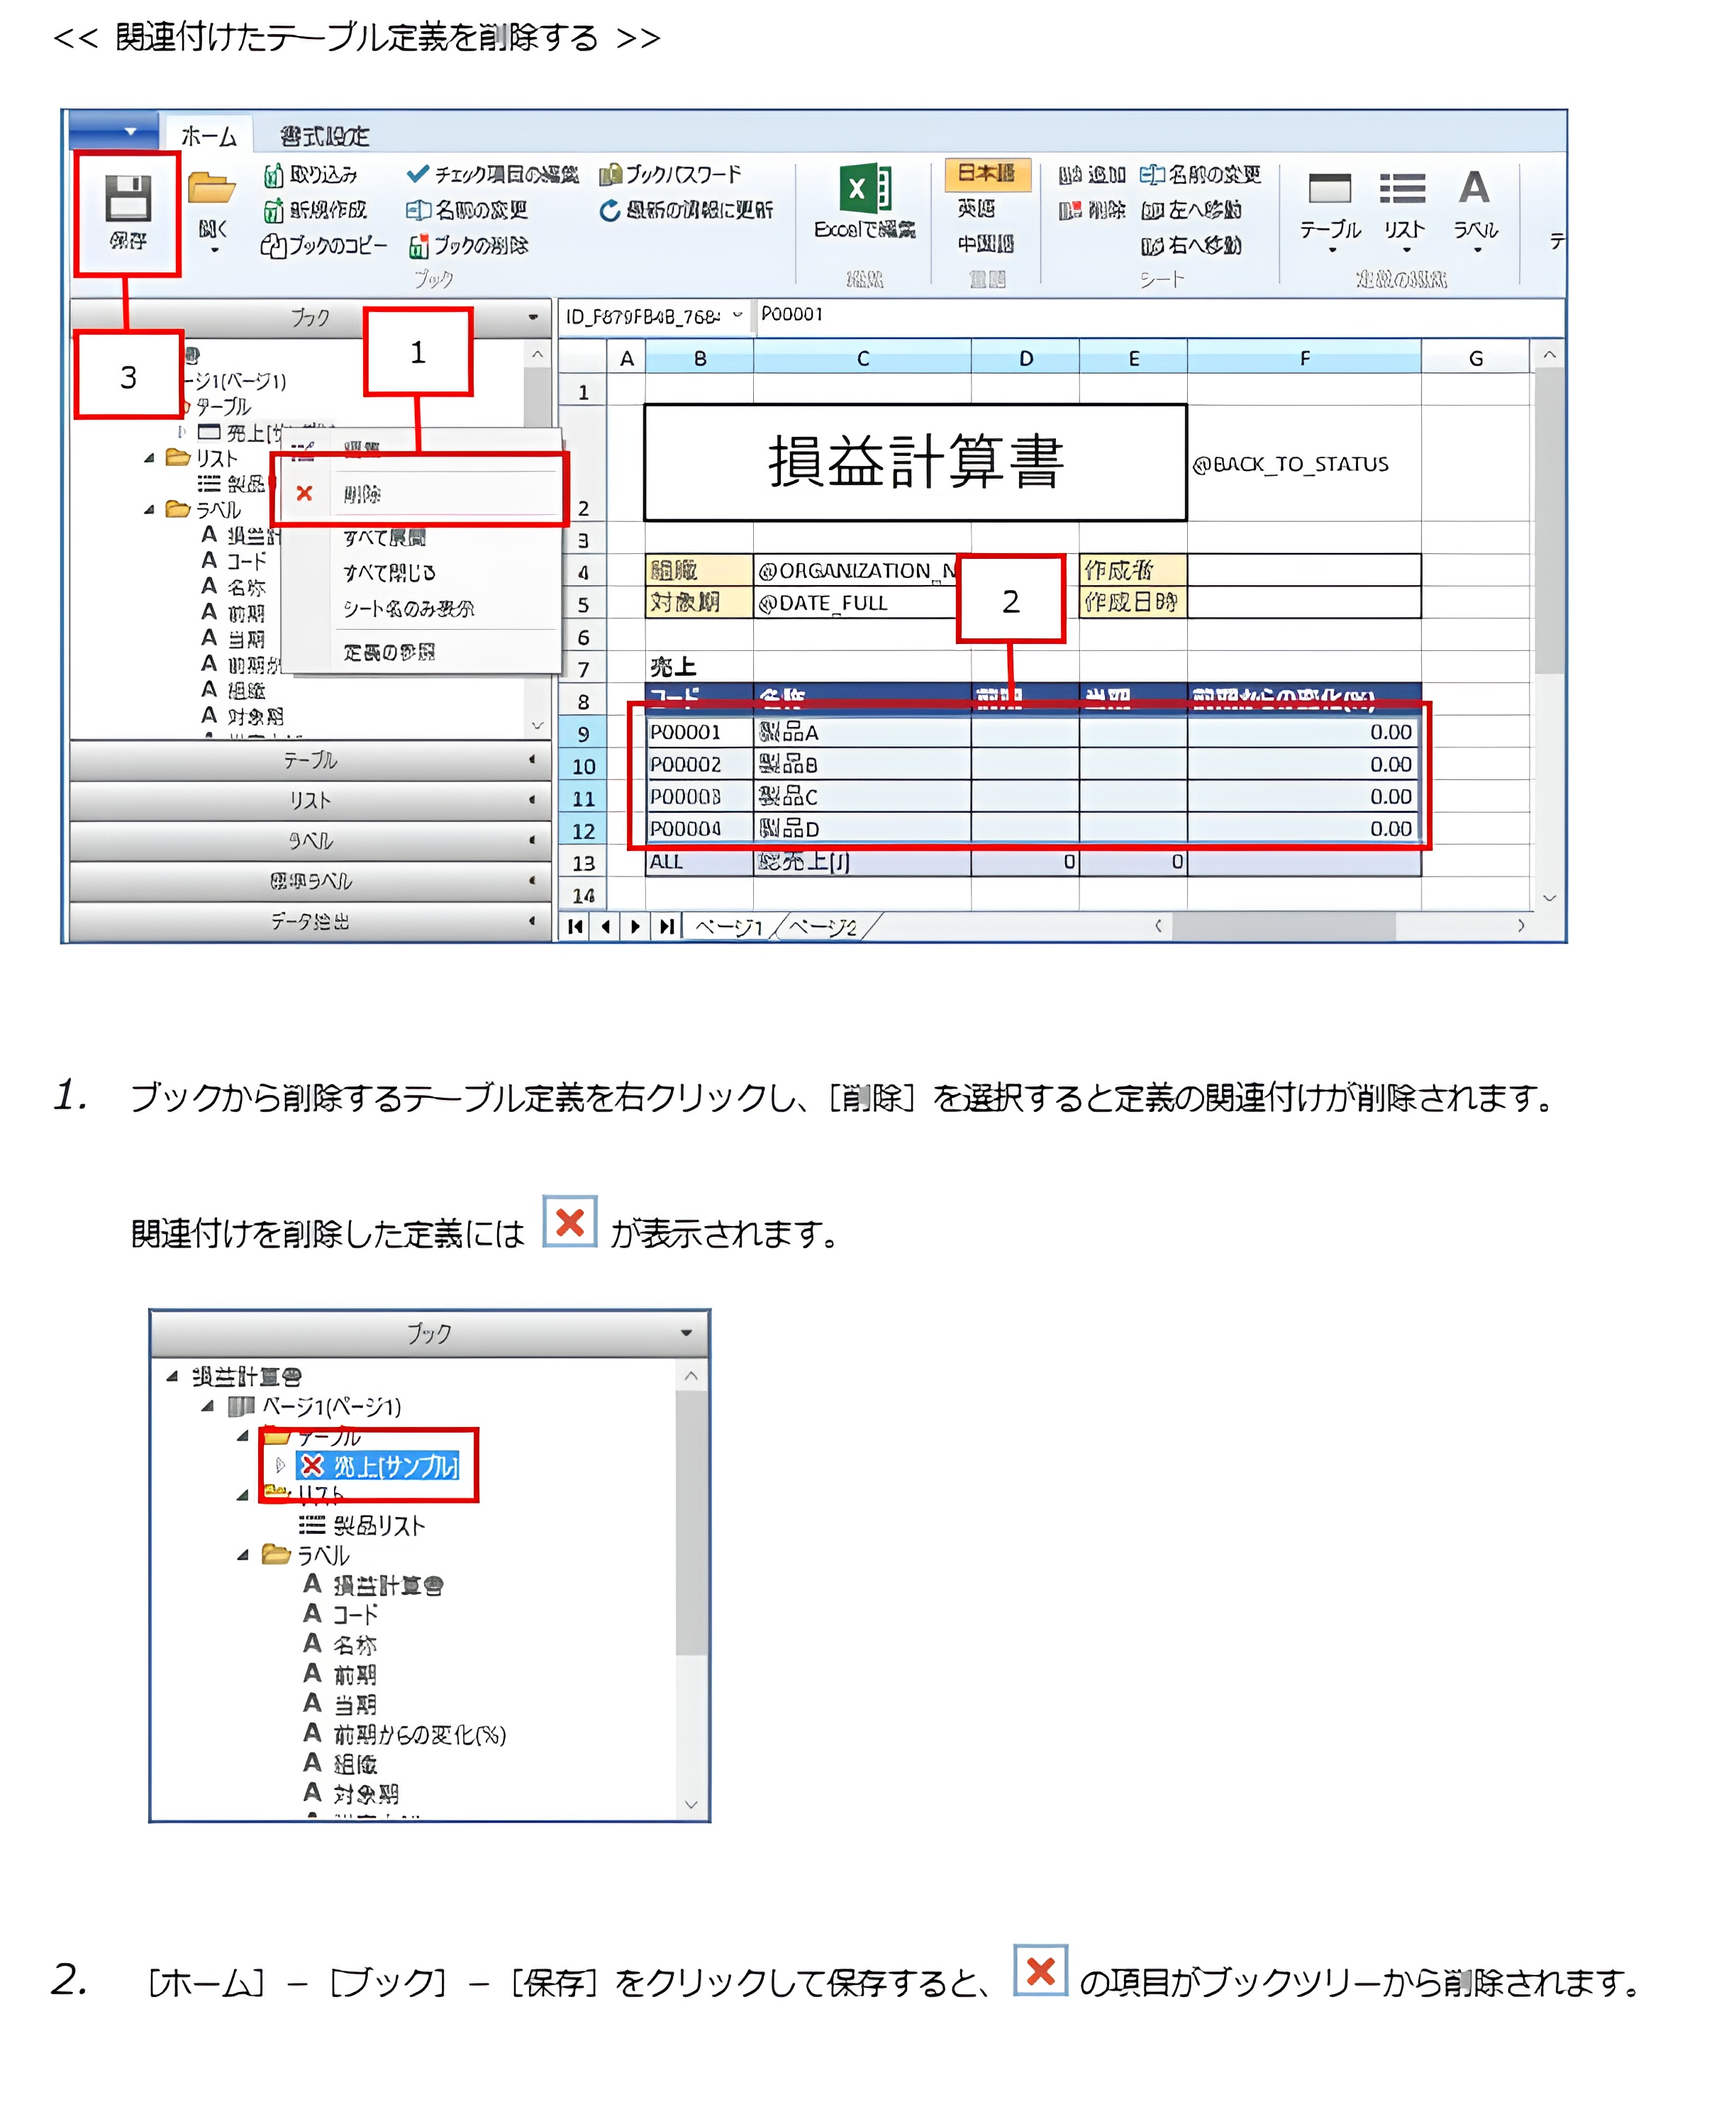 << 関連付けたテーブル定義を削除する >>
ホーム 書式設定
保存
開く
取り込み
新規作成
ブックのコピー
チェック項目の編集
名前の変更
ブックの削除
ブックパスワード
最新の情報に更新
ブック
Excelで編集
編集
日本語
英語
中国語
言語
追加
削除
名前の変更
左へ移動
右へ移動
シート
テーブル
リスト
ラベル
定義の編集
テ
3
1
2
ブック
ージ1(ページ1)
テーブル
売上[サ
リスト
製品
ラベル
コード
名称
前期
当期
組織
対象期
削除
すべて展開
すべて閉じる
シート名のみ表示
定義の参照
テーブル
リスト
ラベル
標準ラベル
データ抽出
P00001
A B C D E F G
1
2 損益計算書 @BACK_TO_STATUS
3
4 組織 @ORGANIZATION_N 作成者
5 対象期 @DATE_FULL 作成日時
6
7 売上
8 コード 名称 前期 当期 前期からの変化(%)
9 P00001 製品A 0.00
10 P00002 製品B 0.00
11 P00003 製品C 0.00
12 P00004 製品D 0.00
13 ALL 総売上[J] 0 0
14
ページ1 ページ2
1. ブックから削除するテーブル定義を右クリックし、[削除] を選択すると定義の関連付けが削除されます。
関連付けを削除した定義には が表示されます。
ブック
損益計算書
ページ1(ページ1)
テーブル
売上[サンプル]
リスト
製品リスト
ラベル
損益計算書
コード
名称
前期
当期
前期からの変化(%)
組織
対象期
2. [ホーム] – [ブック] – [保存] をクリックして保存すると、 の項目がブックツリーから削除されます。